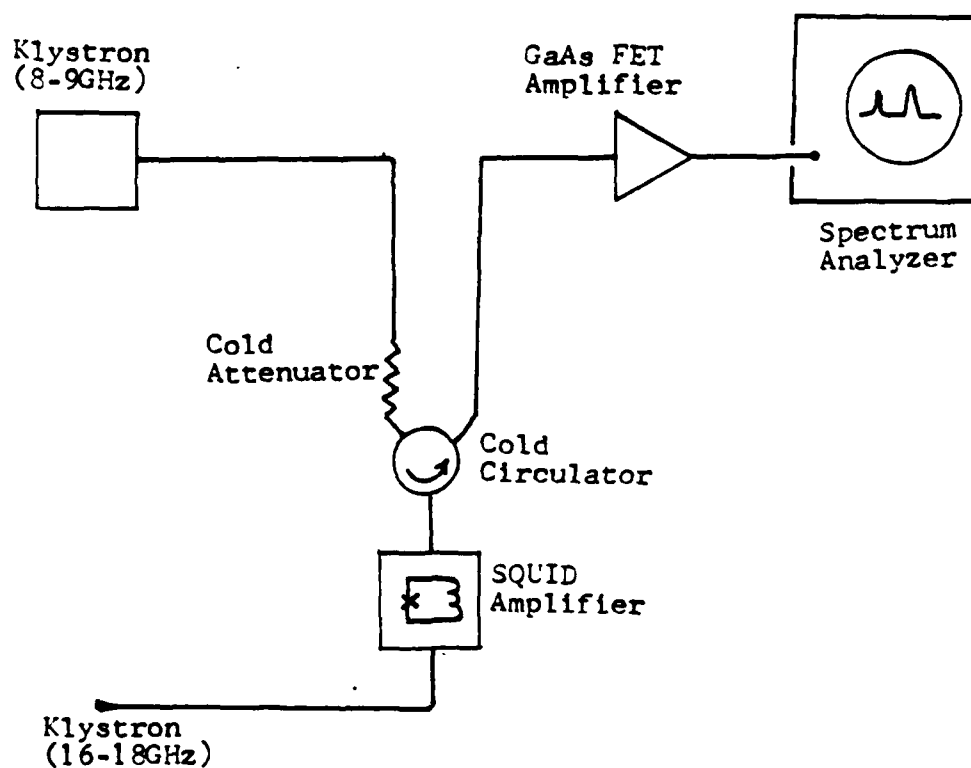 Klystron
(8-9GHz)
GaAs FET
Amplifier
Spectrum
Analyzer
Cold
Attenuator
Cold
Circulator
SQUID
Amplifier
Klystron
(16-18GHz)